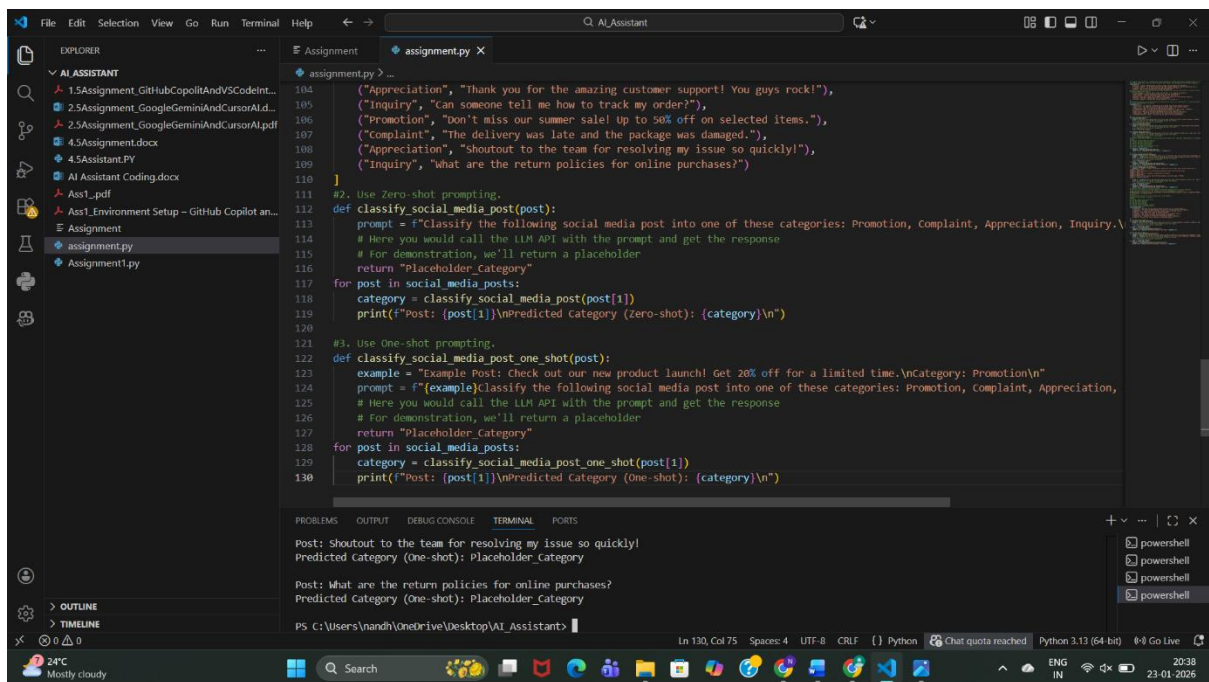 File Edit Selection View Go Run Terminal Help
AI_Assistant
EXPLORER
Assignment
assignment.py
AI_ASSISTANT
1.5Assignment_GitHubCopolitAndVSCodeInt...
2.5Assignment_GoogleGeminiAndCursorAI.d...
2.5Assignment_GoogleGeminiAndCursorAI.pdf
4.5Assignment.docx
4.5Assistant.PY
AI Assistant Coding.docx
Ass1_.pdf
Ass1_Environment Setup – GitHub Copilot an...
Assignment
assignment.py
Assignment1.py
OUTLINE
TIMELINE
assignment.py > ...
104 ("Appreciation", "Thank you for the amazing customer support! You guys rock!"),
105 ("Inquiry", "Can someone tell me how to track my order?"),
106 ("Promotion", "Don't miss our summer sale! Up to 50% off on selected items."),
107 ("Complaint", "The delivery was late and the package was damaged."),
108 ("Appreciation", "Shoutout to the team for resolving my issue so quickly!"),
109 ("Inquiry", "What are the return policies for online purchases?")
110 ]
111 #2. Use Zero-shot prompting.
112 def classify_social_media_post(post):
113 prompt = f"Classify the following social media post into one of these categories: Promotion, Complaint, Appreciation, Inquiry.\
114 # Here you would call the LLM API with the prompt and get the response
115 # For demonstration, we'll return a placeholder
116 return "Placeholder_Category"
117 for post in social_media_posts:
118 category = classify_social_media_post(post[1])
119 print(f"Post: {post[1]}\nPredicted Category (Zero-shot): {category}\n")
120
121 #3. Use One-shot prompting.
122 def classify_social_media_post_one_shot(post):
123 example = "Example Post: Check out our new product launch! Get 20% off for a limited time.\nCategory: Promotion\n"
124 prompt = f"{example}Classify the following social media post into one of these categories: Promotion, Complaint, Appreciation,
125 # Here you would call the LLM API with the prompt and get the response
126 # For demonstration, we'll return a placeholder
127 return "Placeholder_Category"
128 for post in social_media_posts:
129 category = classify_social_media_post_one_shot(post[1])
130 print(f"Post: {post[1]}\nPredicted Category (One-shot): {category}\n")
PROBLEMS OUTPUT DEBUG CONSOLE TERMINAL PORTS
Post: Shoutout to the team for resolving my issue so quickly!
Predicted Category (One-shot): Placeholder_Category
Post: What are the return policies for online purchases?
Predicted Category (One-shot): Placeholder_Category
PS C:\Users\nandh\OneDrive\Desktop\AI_Assistant>
powershell
powershell
powershell
powershell
0 0 Ln 130, Col 75 Spaces: 4 UTF-8 CRLF {} Python Chat quota reached Python 3.13 (64-bit) Go Live
7
24°C
Mostly cloudy
Search
ENG
IN
20:38
23-01-2026